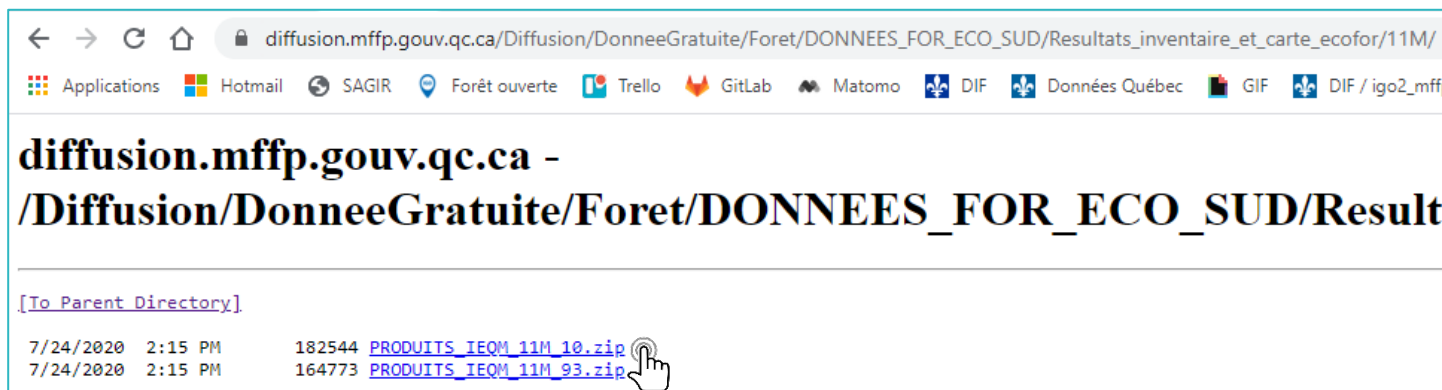 diffusion.mffp.gouv.qc.ca/Diffusion/DonneeGratuite/Foret/DONNEES_FOR_ECO_SUD/Resultats_inventaire_et_carte_ecofor/11M/
Applications Hotmail SAGIR Forêt ouverte Trello GitLab Matomo DIF Données Québec GIF DIF / igo2_mff
diffusion.mffp.gouv.qc.ca -
/Diffusion/DonneeGratuite/Foret/DONNEES_FOR_ECO_SUD/Result
[To Parent Directory]
7/24/2020 2:15 PM 182544 PRODUITS_IEQM_11M_10.zip
7/24/2020 2:15 PM 164773 PRODUITS_IEQM_11M_93.zip